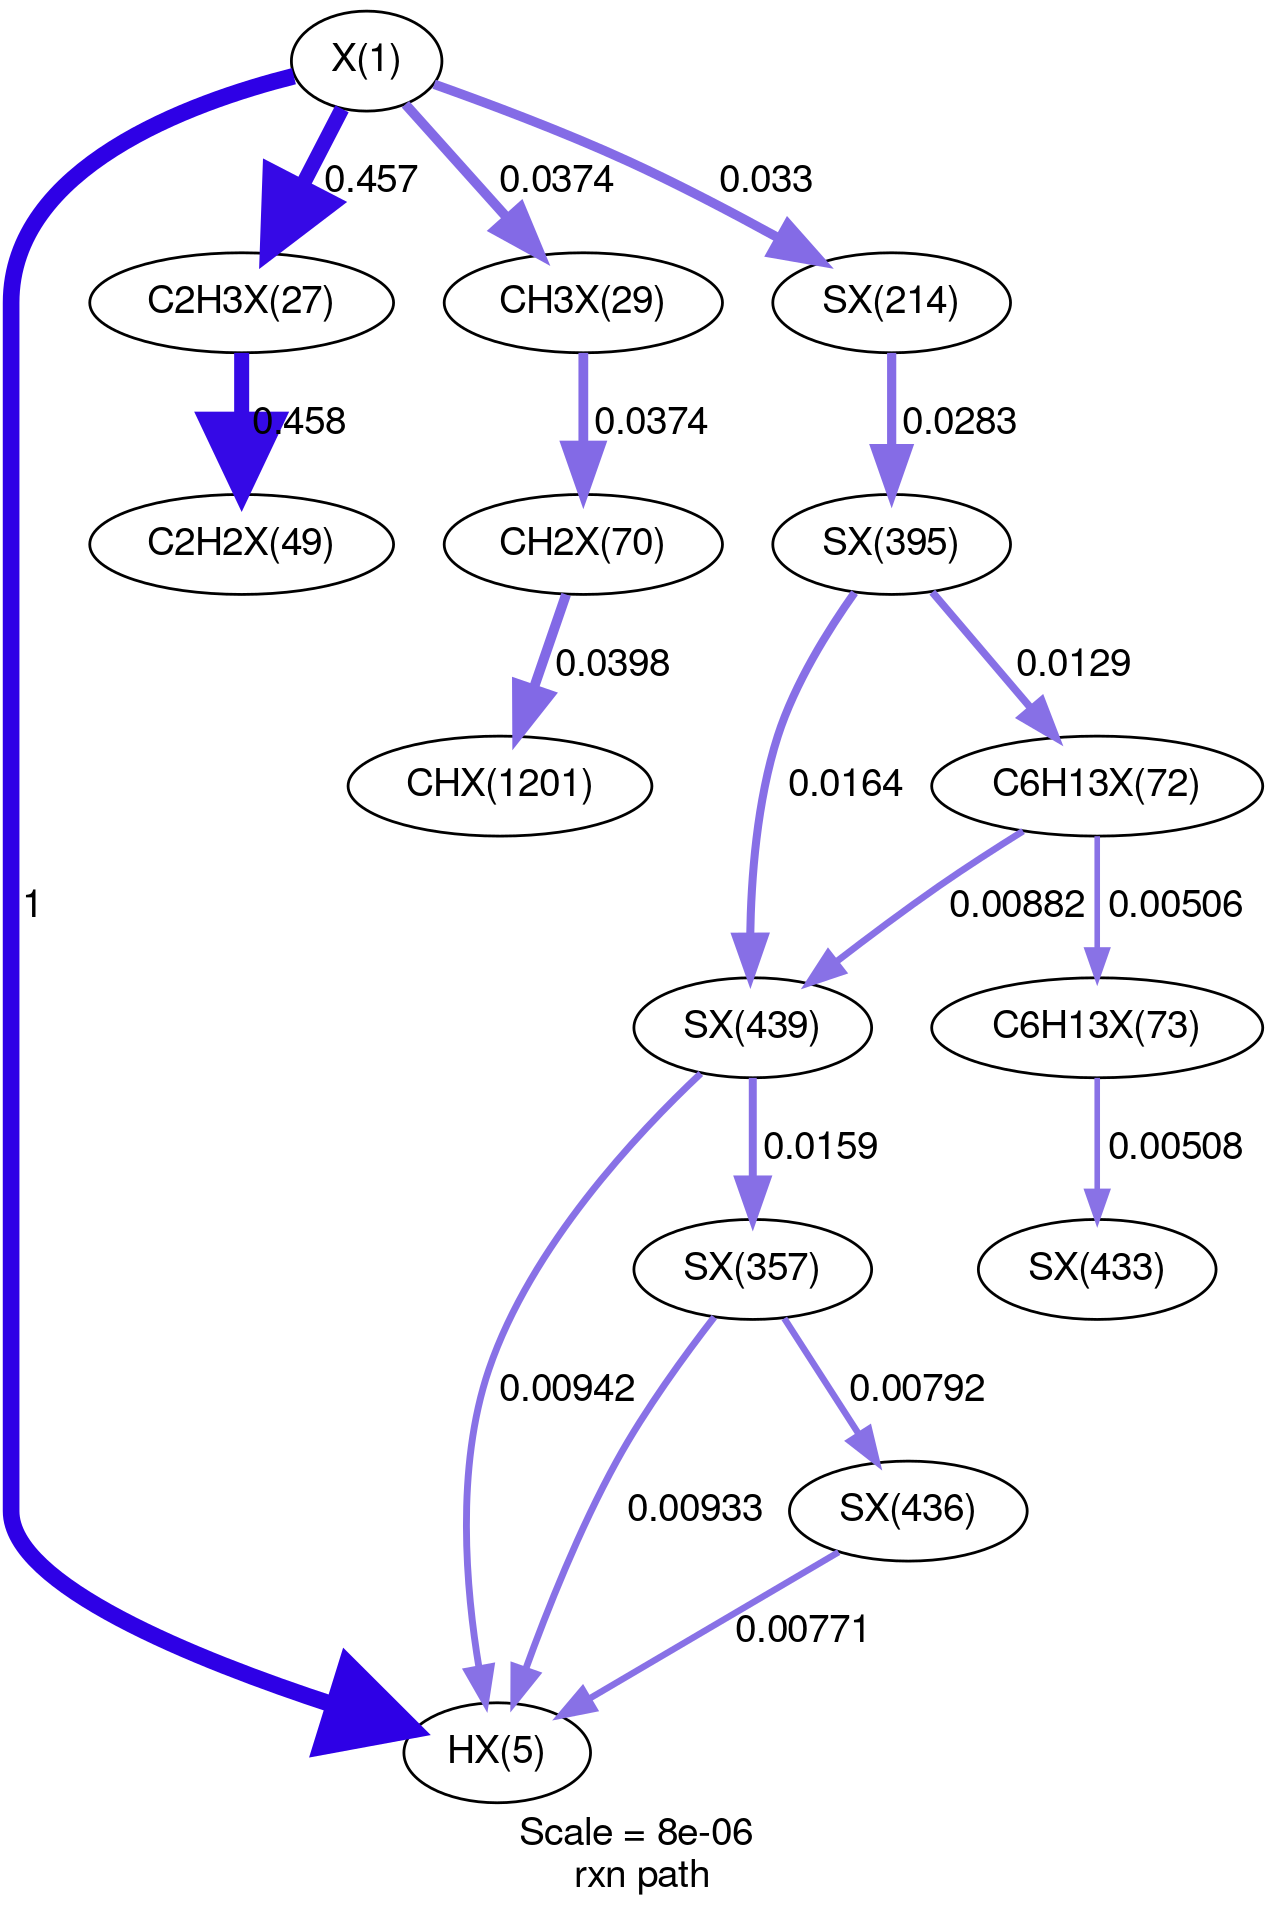 X(1)
0.457
0.0374
0.033
C2H3X(27)
CH3X(29)
SX(214)
0.458
0.0374
0.0283
C2H2X(49)
CH2X(70)
SX(395)
0.0398
0.0129
CHX(1201)
0.0164
C6H13X(72)
1
0.00882
0.00506
SX(439)
C6H13X(73)
0.0159
0.00508
SX(357)
SX(433)
0.00942
0.00792
0.00933
SX(436)
0.00771
HX(5)
Scale = 8e-06
rxn path